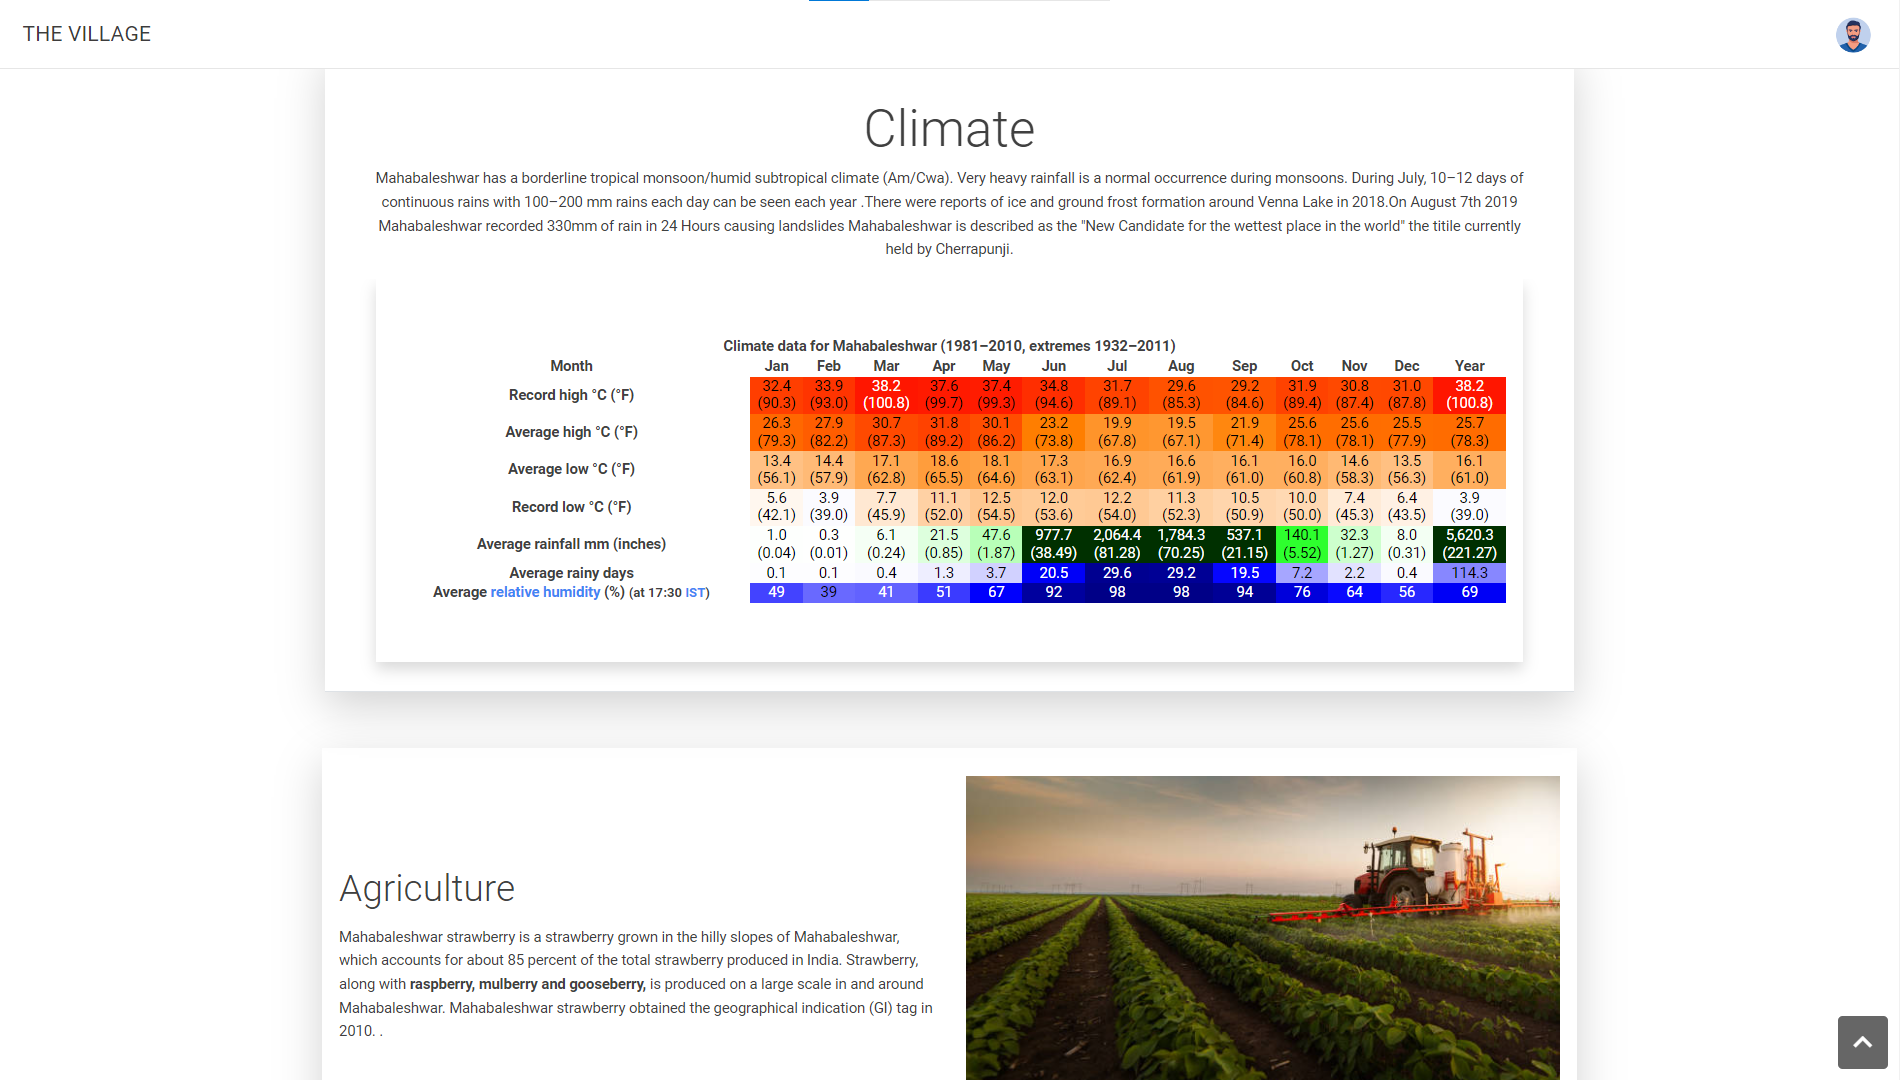 THE VILLAGE
Climate
Mahabaleshwar has a borderline tropical monsoon/humid subtropical climate (Am/Cwa). Very heavy rainfall is a normal occurrence during monsoons. During July, 10–12 days of
continuous rains with 100–200 mm rains each day can be seen each year .There were reports of ice and ground frost formation around Venna Lake in 2018.On August 7th 2019
Mahabaleshwar recorded 330mm of rain in 24 Hours causing landslides Mahabaleshwar is described as the "New Candidate for the wettest place in the world" the titile currently
held by Cherrapunji.
Climate data for Mahabaleshwar (1981–2010, extremes 1932–2011)
Month Jan Feb Mar Apr May Jun Jul Aug Sep Oct Nov Dec Year
Record high °C (°F) 32.4 (90.3) 33.9 (93.0) 38.2 (100.8) 37.6 (99.7) 37.4 (99.3) 34.8 (94.6) 31.7 (89.1) 29.6 (85.3) 29.2 (84.6) 31.9 (89.4) 30.8 (87.4) 31.0 (87.8) 38.2 (100.8)
Average high °C (°F) 26.3 (79.3) 27.9 (82.2) 30.7 (87.3) 31.8 (89.2) 30.1 (86.2) 23.2 (73.8) 19.9 (67.8) 19.5 (67.1) 21.9 (71.4) 25.6 (78.1) 25.6 (78.1) 25.5 (77.9) 25.7 (78.3)
Average low °C (°F) 13.4 (56.1) 14.4 (57.9) 17.1 (62.8) 18.6 (65.5) 18.1 (64.6) 17.3 (63.1) 16.9 (62.4) 16.6 (61.9) 16.1 (61.0) 16.0 (60.8) 14.6 (58.3) 13.5 (56.3) 16.1 (61.0)
Record low °C (°F) 5.6 (42.1) 3.9 (39.0) 7.7 (45.9) 11.1 (52.0) 12.5 (54.5) 12.0 (53.6) 12.2 (54.0) 11.3 (52.3) 10.5 (50.9) 10.0 (50.0) 7.4 (45.3) 6.4 (43.5) 3.9 (39.0)
Average rainfall mm (inches) 1.0 (0.04) 0.3 (0.01) 6.1 (0.24) 21.5 (0.85) 47.6 (1.87) 977.7 (38.49) 2,064.4 (81.28) 1,784.3 (70.25) 537.1 (21.15) 140.1 (5.52) 32.3 (1.27) 8.0 (0.31) 5,620.3 (221.27)
Average rainy days 0.1 0.1 0.4 1.3 3.7 20.5 29.6 29.2 19.5 7.2 2.2 0.4 114.3
Average relative humidity (%) (at 17:30 IST) 49 39 41 51 67 92 98 98 94 76 64 56 69
Agriculture
Mahabaleshwar strawberry is a strawberry grown in the hilly slopes of Mahabaleshwar,
which accounts for about 85 percent of the total strawberry produced in India. Strawberry,
along with raspberry, mulberry and gooseberry, is produced on a large scale in and around
Mahabaleshwar. Mahabaleshwar strawberry obtained the geographical indication (GI) tag in
2010. .